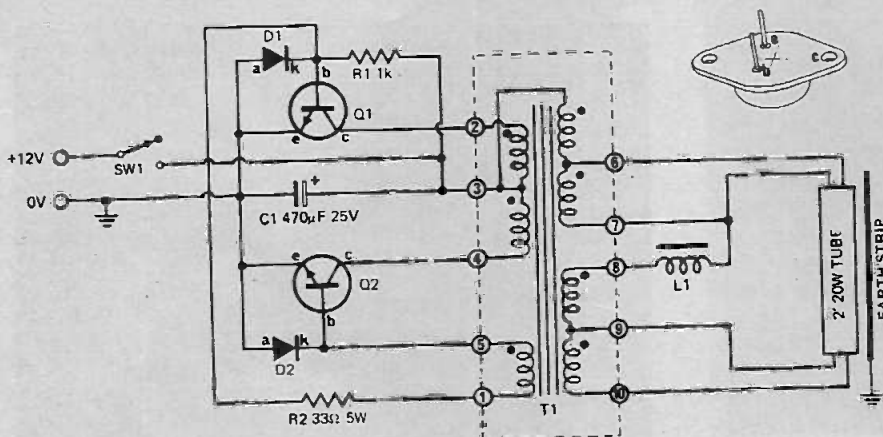 D1
a
k
b
R1 1k
Q1
e
c
+12V
SW1
0V
+
C1 470µF 25V
e
c
Q2
b
a
k
D2
R2 33Ω 5W
2
3
4
5
1
T1
6
7
8
9
10
L1
2' 20W TUBE
EARTH STRIP
e
b
c